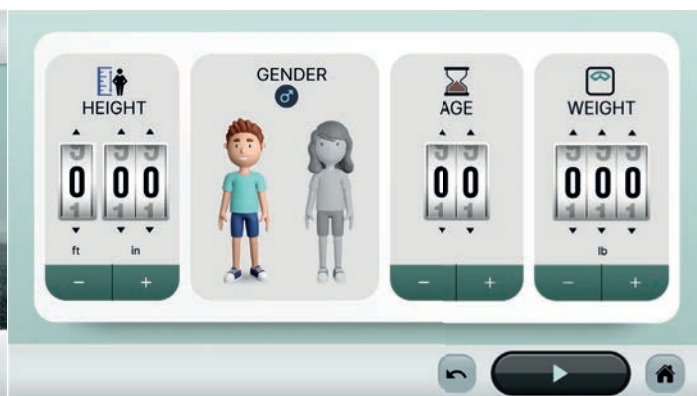 HEIGHT
0 0 0
ft in
− +
GENDER
AGE
0 0
− +
WEIGHT
0 0 0
lb
− +